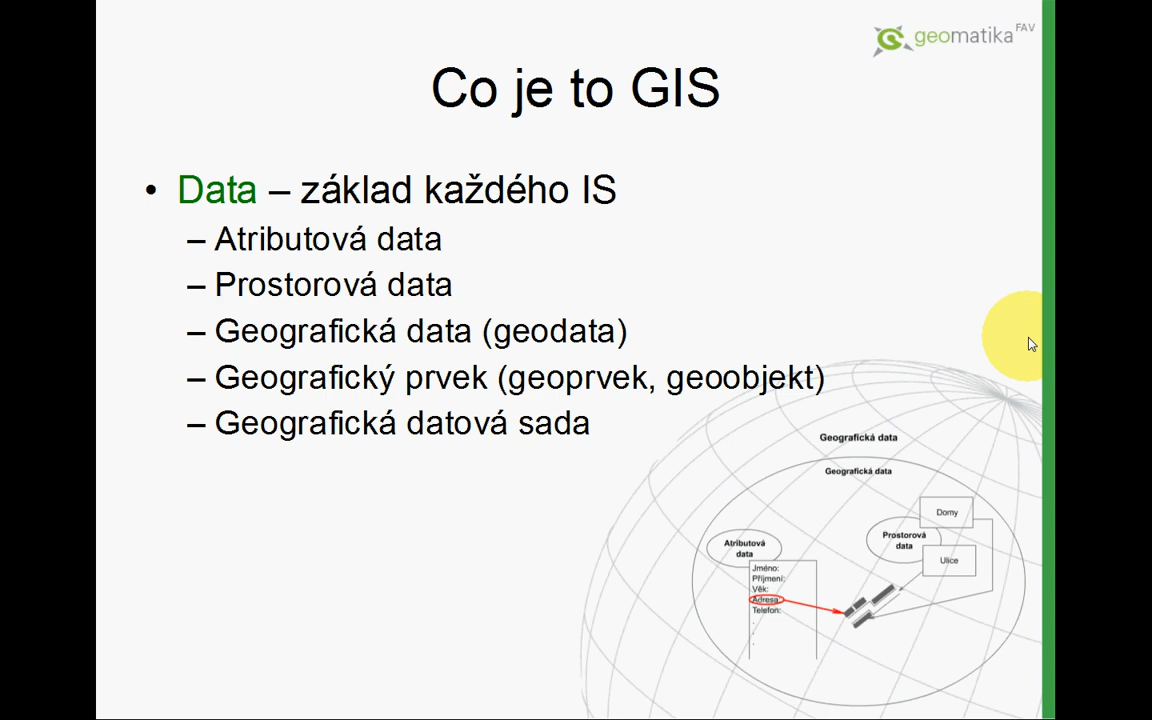 geomatika FAV
Co je to GIS
• Data – základ každého IS
– Atributová data
– Prostorová data
– Geografická data (geodata)
– Geografický prvek (geoprvek, geoobjekt)
– Geografická datová sada
Geografická data
Geografická data
Atributová
data
Jméno:
Příjmení:
Věk:
Adresa:
Telefon:
.
.
.
Prostorová
data
Domy
Ulice